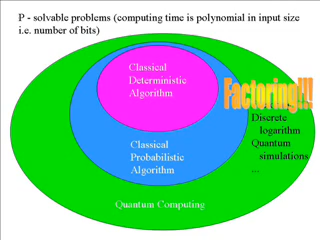 P - solvable problems (computing time is polynomial in input size
i.e. number of bits)
Classical
Deterministic
Algorithm
Factoring!!!
Discrete
logarithm
Quantum
simulations
...
Classical
Probabilistic
Algorithm
Quantum Computing